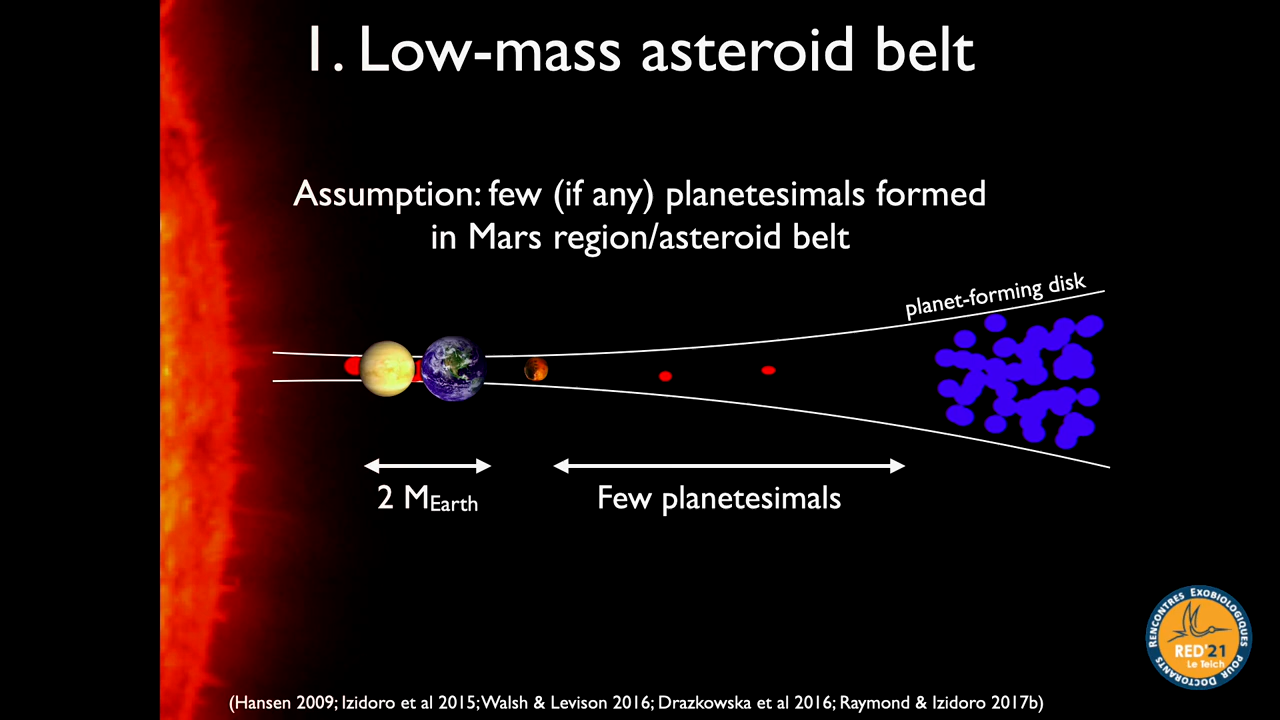 1. Low-mass asteroid belt
Assumption: few (if any) planetesimals formed
in Mars region/asteroid belt
planet-forming disk
2 MEarth
Few planetesimals
RENCONTRES EXOBIOLOGIQUES POUR DOCTORANTS
RED'21
Le Teich
(Hansen 2009; Izidoro et al 2015; Walsh & Levison 2016; Drazkowska et al 2016; Raymond & Izidoro 2017b)